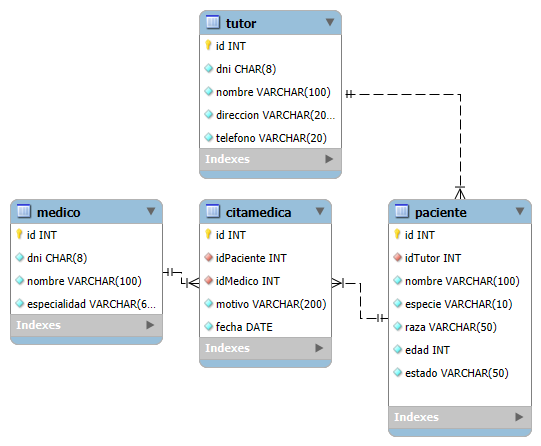 tutor
id INT
dni CHAR(8)
nombre VARCHAR(100)
direccion VARCHAR(20...
telefono VARCHAR(20)
Indexes
medico
id INT
dni CHAR(8)
nombre VARCHAR(100)
especialidad VARCHAR(6...
Indexes
citamedica
id INT
idPaciente INT
idMedico INT
motivo VARCHAR(200)
fecha DATE
Indexes
paciente
id INT
idTutor INT
nombre VARCHAR(100)
especie VARCHAR(10)
raza VARCHAR(50)
edad INT
estado VARCHAR(50)
Indexes